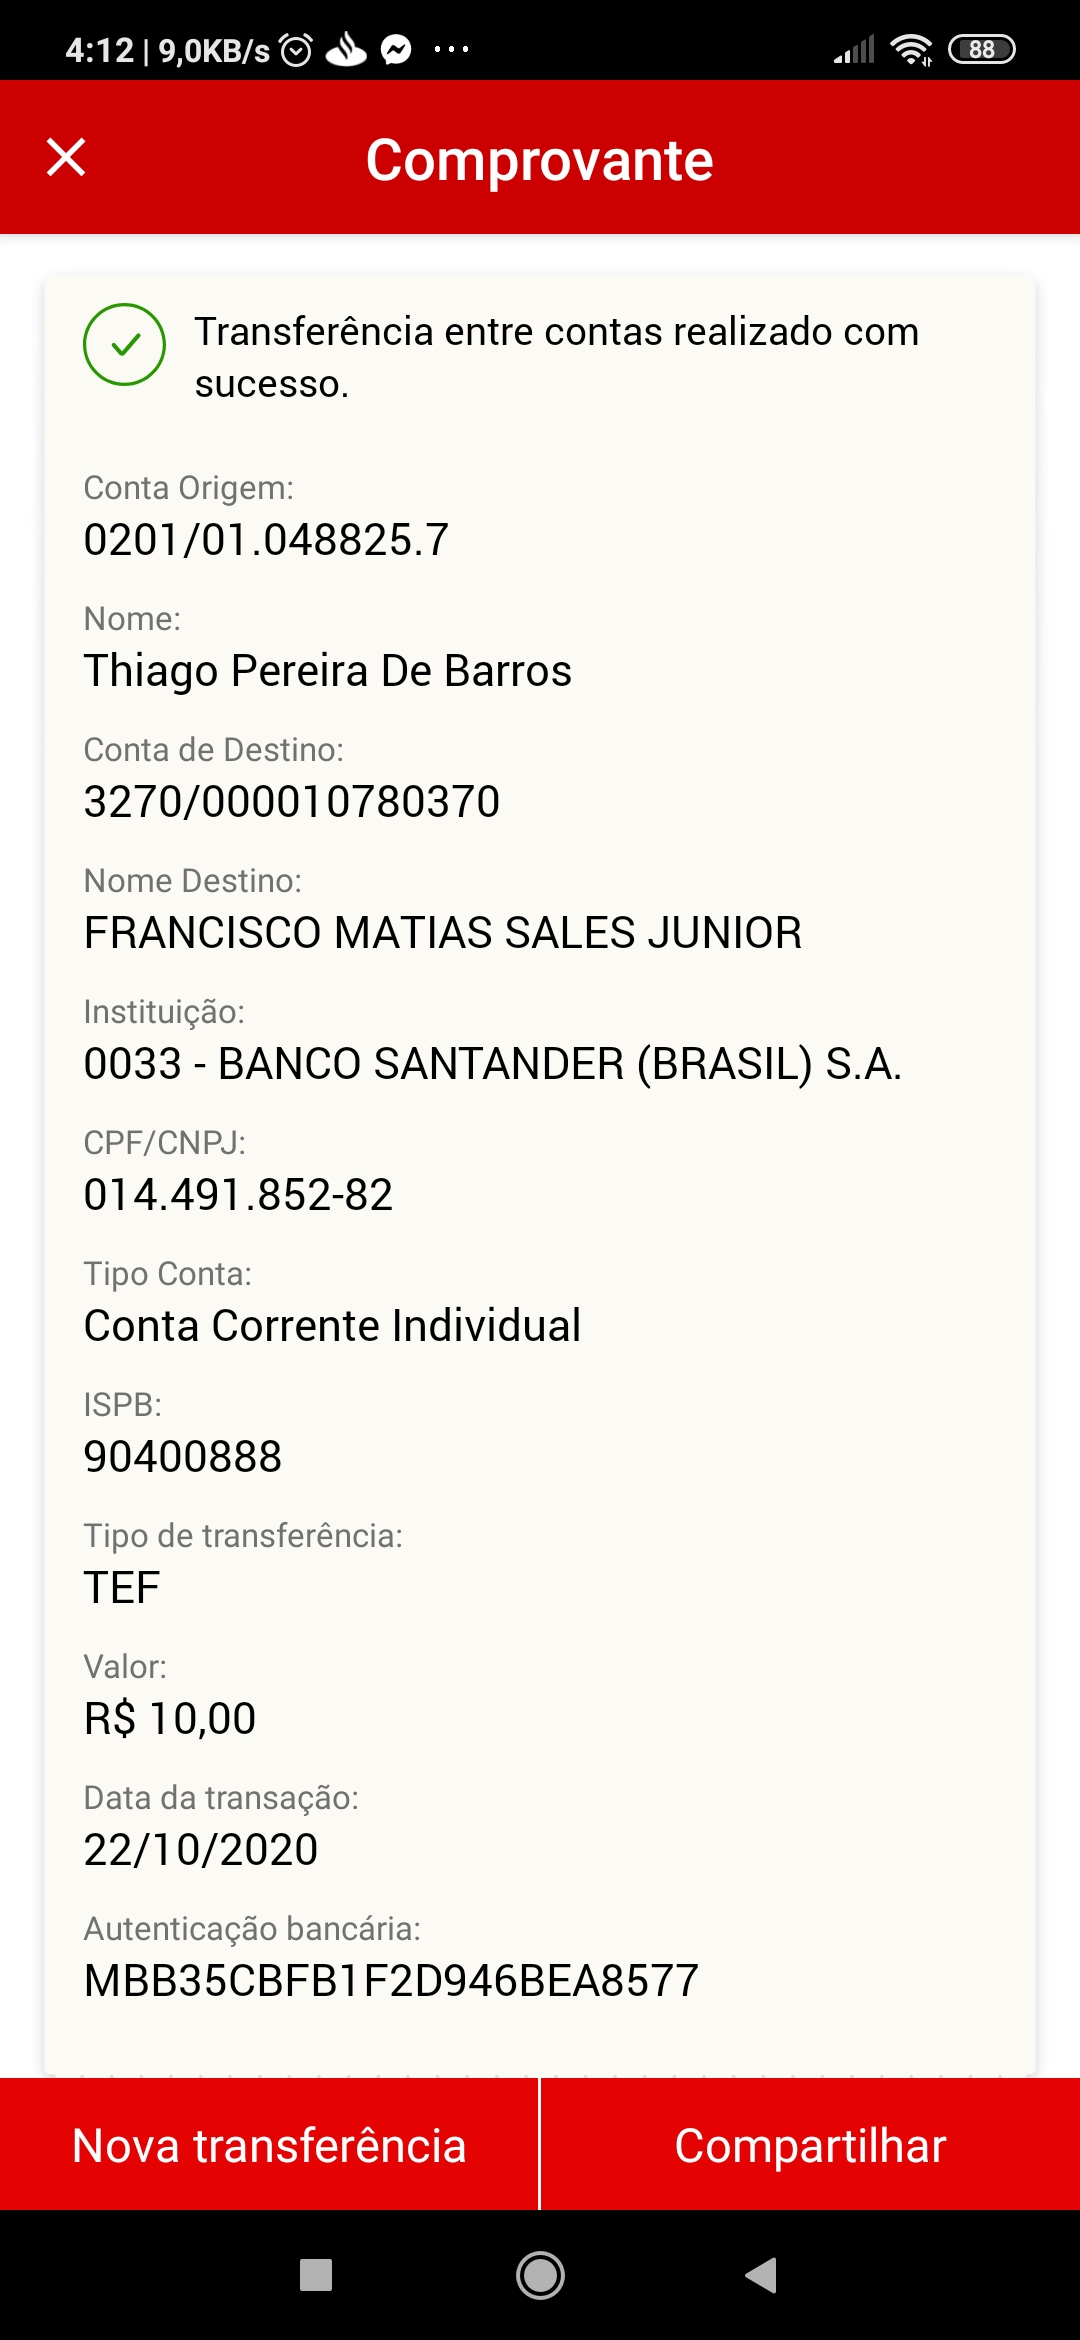 4:12 | 9,0KB/s ... 88
Comprovante
Transferência entre contas realizado com
sucesso.
Conta Origem:
0201/01.048825.7
Nome:
Thiago Pereira De Barros
Conta de Destino:
3270/000010780370
Nome Destino:
FRANCISCO MATIAS SALES JUNIOR
Instituição:
0033 - BANCO SANTANDER (BRASIL) S.A.
CPF/CNPJ:
014.491.852-82
Tipo Conta:
Conta Corrente Individual
ISPB:
90400888
Tipo de transferência:
TEF
Valor:
R$ 10,00
Data da transação:
22/10/2020
Autenticação bancária:
MBB35CBFB1F2D946BEA8577
Nova transferência Compartilhar